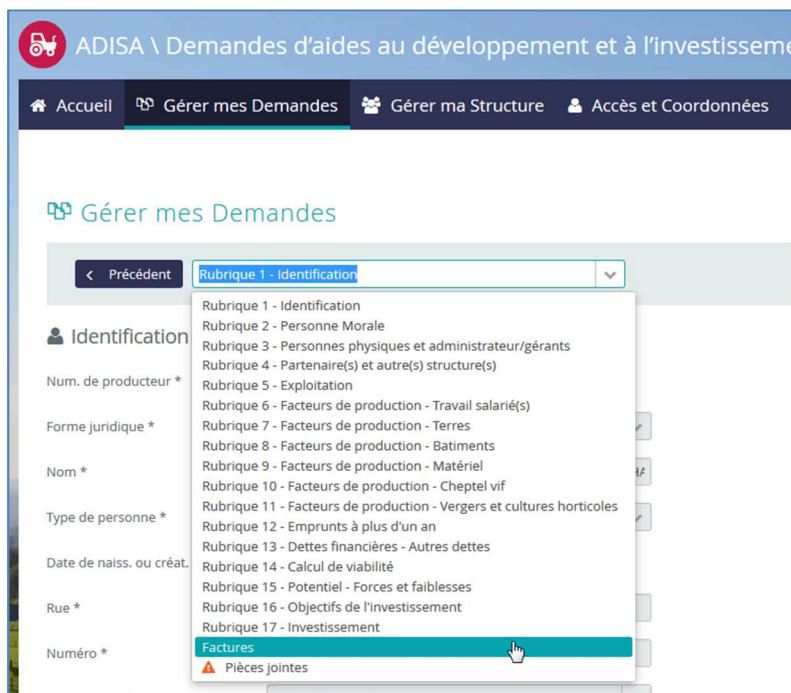 ADISA \ Demandes d'aides au développement et à l'investisseme
Accueil Gérer mes Demandes Gérer ma Structure Accès et Coordonnées
Gérer mes Demandes
Précédent Rubrique 1 - Identification
Rubrique 1 - Identification
Rubrique 2 - Personne Morale
Identification
Rubrique 3 - Personnes physiques et administrateur/gérants
Rubrique 4 - Partenaire(s) et autre(s) structure(s)
Num. de producteur *
Rubrique 5 - Exploitation
Rubrique 6 - Facteurs de production - Travail salarié(s)
Forme juridique *
Rubrique 7 - Facteurs de production - Terres
Rubrique 8 - Facteurs de production - Batiments
Nom *
Rubrique 9 - Facteurs de production - Matériel
Rubrique 10 - Facteurs de production - Cheptel vif
Rubrique 11 - Facteurs de production - Vergers et cultures horticoles
Type de personne *
Rubrique 12 - Emprunts à plus d'un an
Rubrique 13 - Dettes financières - Autres dettes
Date de naiss. ou créat.
Rubrique 14 - Calcul de viabilité
Rubrique 15 - Potentiel - Forces et faiblesses
Rue *
Rubrique 16 - Objectifs de l'investissement
Rubrique 17 - Investissement
Factures
Numéro *
Pièces jointes